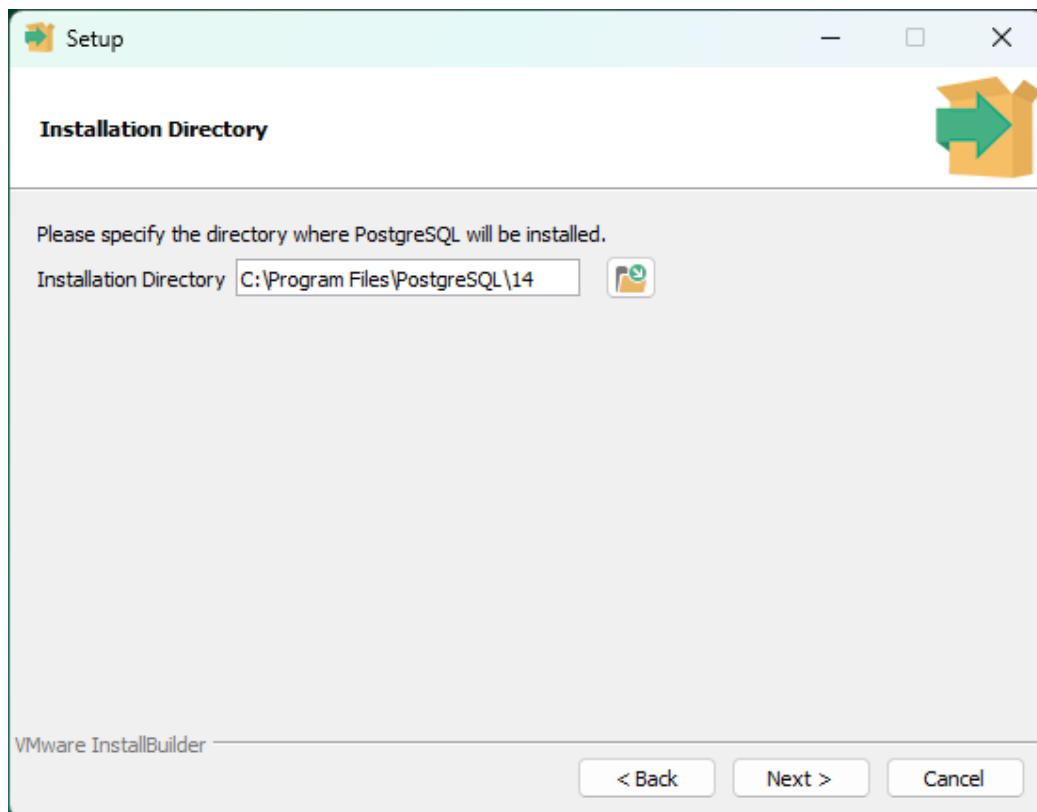 Setup
Installation Directory
Please specify the directory where PostgreSQL will be installed.
Installation Directory C:\Program Files\PostgreSQL\14
VMware InstallBuilder
< Back Next > Cancel